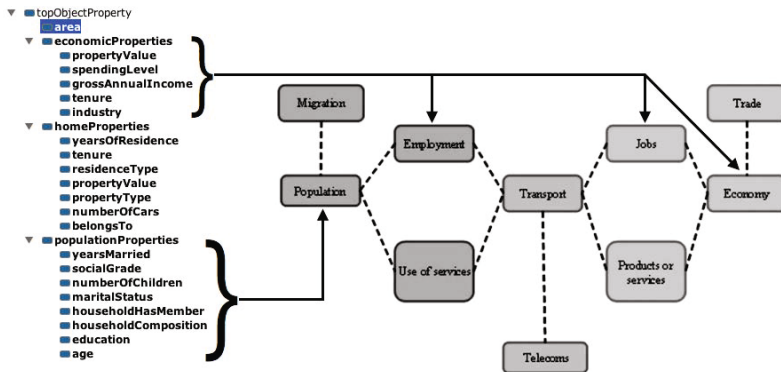 topObjectProperty
area
economicProperties
propertyValue
spendingLevel
grossAnnualIncome
tenure
industry
homeProperties
yearsOfResidence
tenure
residenceType
propertyValue
propertyType
numberOfCars
belongsTo
populationProperties
yearsMarried
socialGrade
numberOfChildren
maritalStatus
householdHasMember
householdComposition
education
age
Migration
Trade
Employment
Jobs
Population
Transport
Economy
Use of services
Products or
services
Telecoms